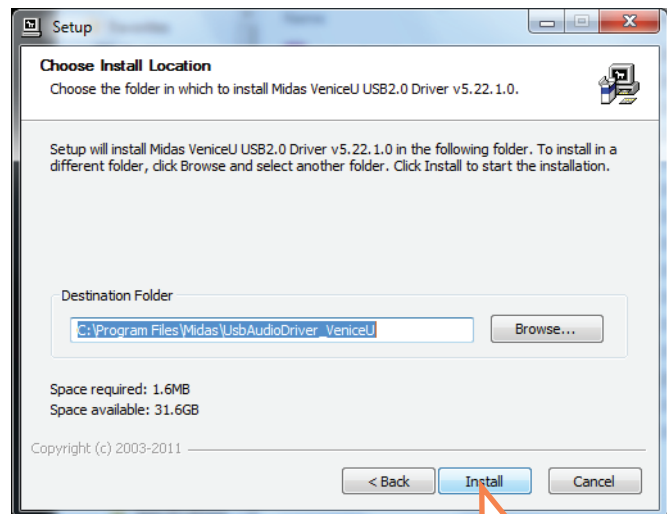 Setup
Choose Install Location
Choose the folder in which to install Midas VeniceU USB2.0 Driver v5.22.1.0.
Setup will install Midas VeniceU USB2.0 Driver v5.22.1.0 in the following folder. To install in a
different folder, click Browse and select another folder. Click Install to start the installation.
Destination Folder
C:\Program Files\Midas\UsbAudioDriver_VeniceU
Browse...
Space required: 1.6MB
Space available: 31.6GB
Copyright (c) 2003-2011
< Back Install Cancel